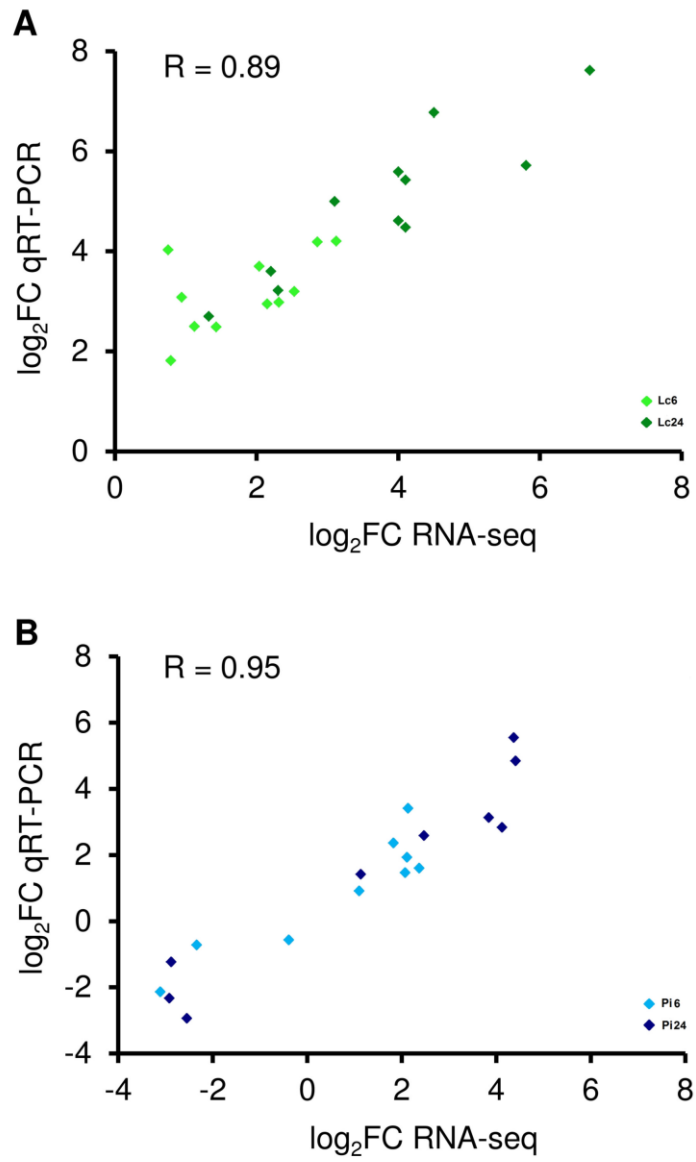 A
8
R = 0.89
6
4
2
0
log₂FC qRT-PCR
Lc6
Lc24
0 2 4 6 8
log₂FC RNA-seq
B
8
R = 0.95
6
4
2
0
-2
-4
log₂FC qRT-PCR
Pi6
Pi24
-4 -2 0 2 4 6 8
log₂FC RNA-seq